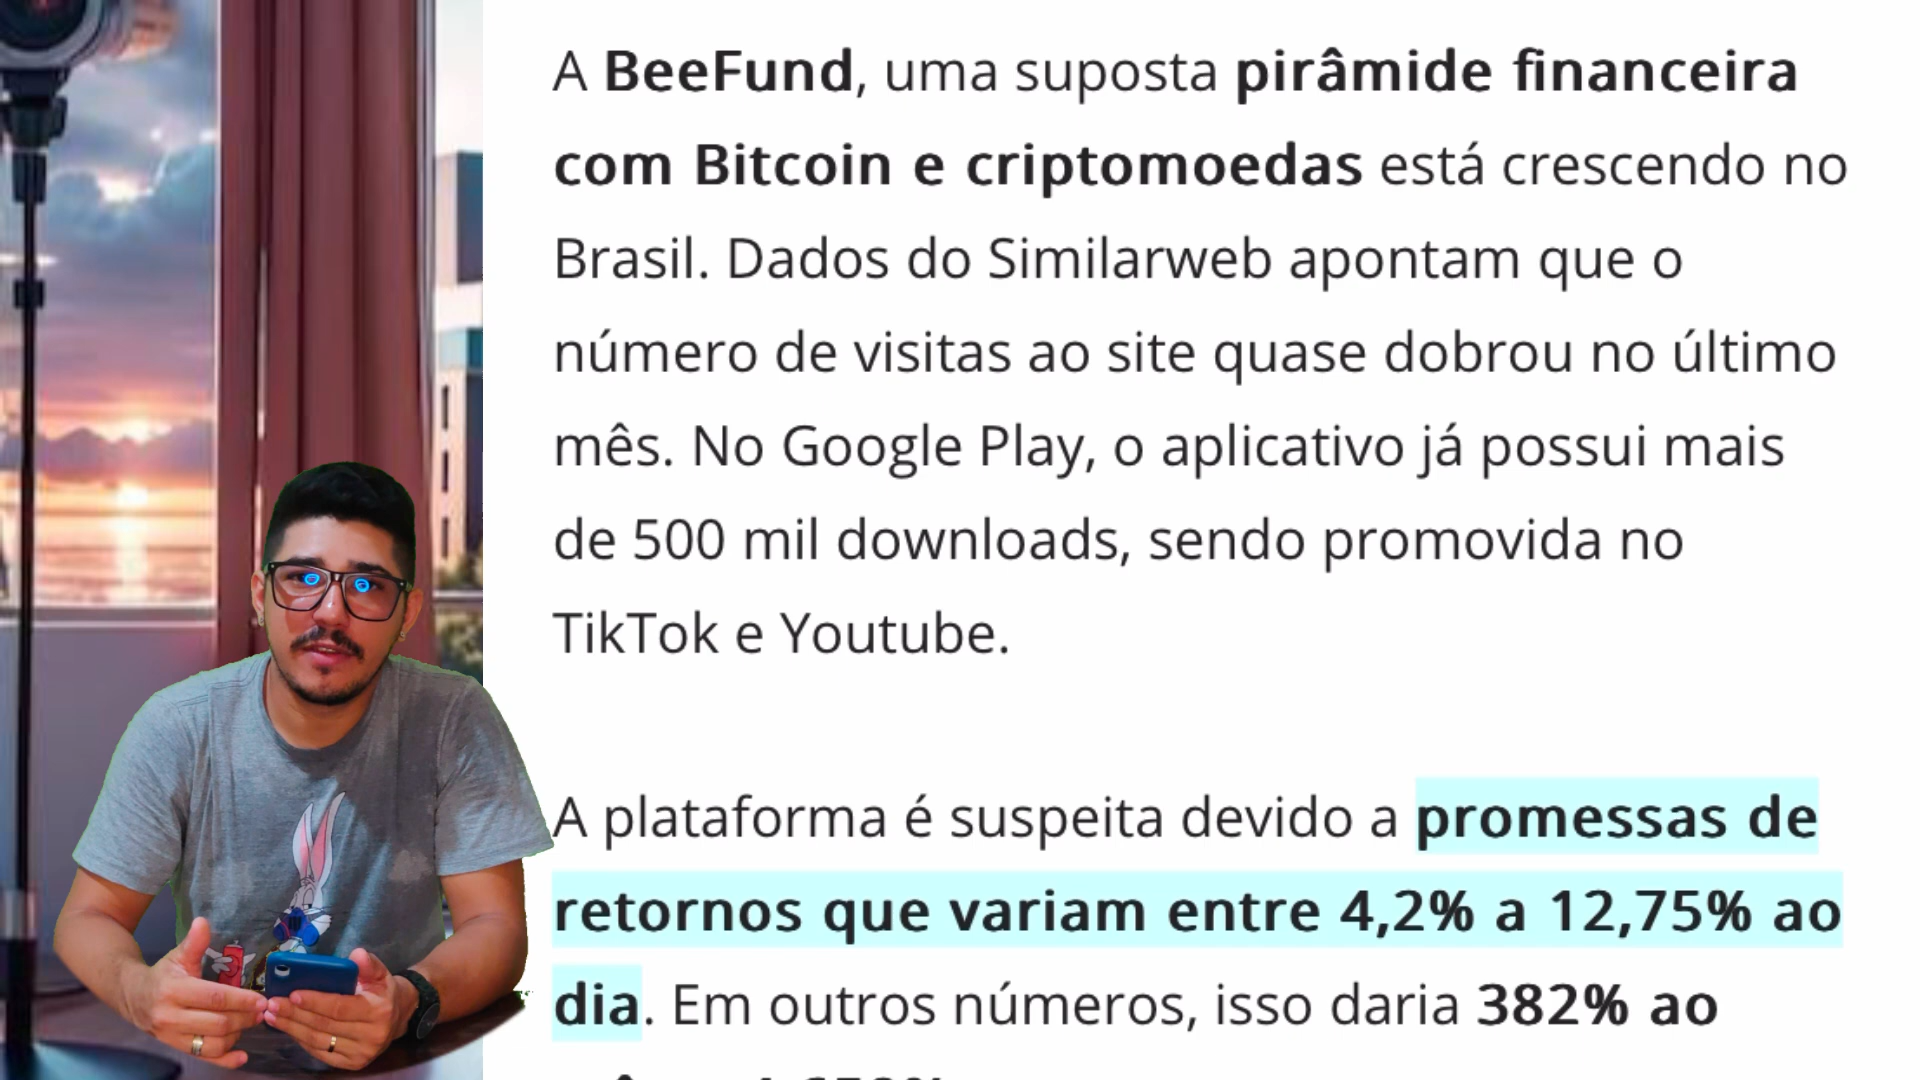 A BeeFund, uma suposta pirâmide financeira
com Bitcoin e criptomoedas está crescendo no
Brasil. Dados do Similarweb apontam que o
número de visitas ao site quase dobrou no último
mês. No Google Play, o aplicativo já possui mais
de 500 mil downloads, sendo promovida no
TikTok e Youtube.
A plataforma é suspeita devido a promessas de
retornos que variam entre 4,2% a 12,75% ao
dia. Em outros números, isso daria 382% ao